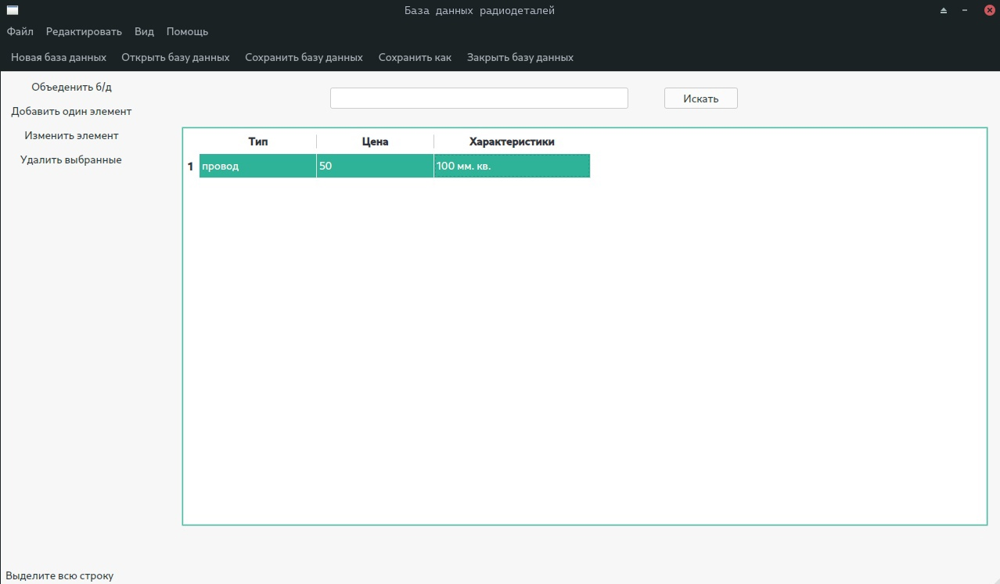 База данных радиодеталей
Файл Редактировать Вид Помощь
Новая база данных Открыть базу данных Сохранить базу данных Сохранить как Закрыть базу данных
Объеденить б/д
Добавить один элемент
Изменить элемент
Удалить выбранные
Искать
Тип Цена Характеристики
1 провод 50 100 мм. кв.
Выделите всю строку